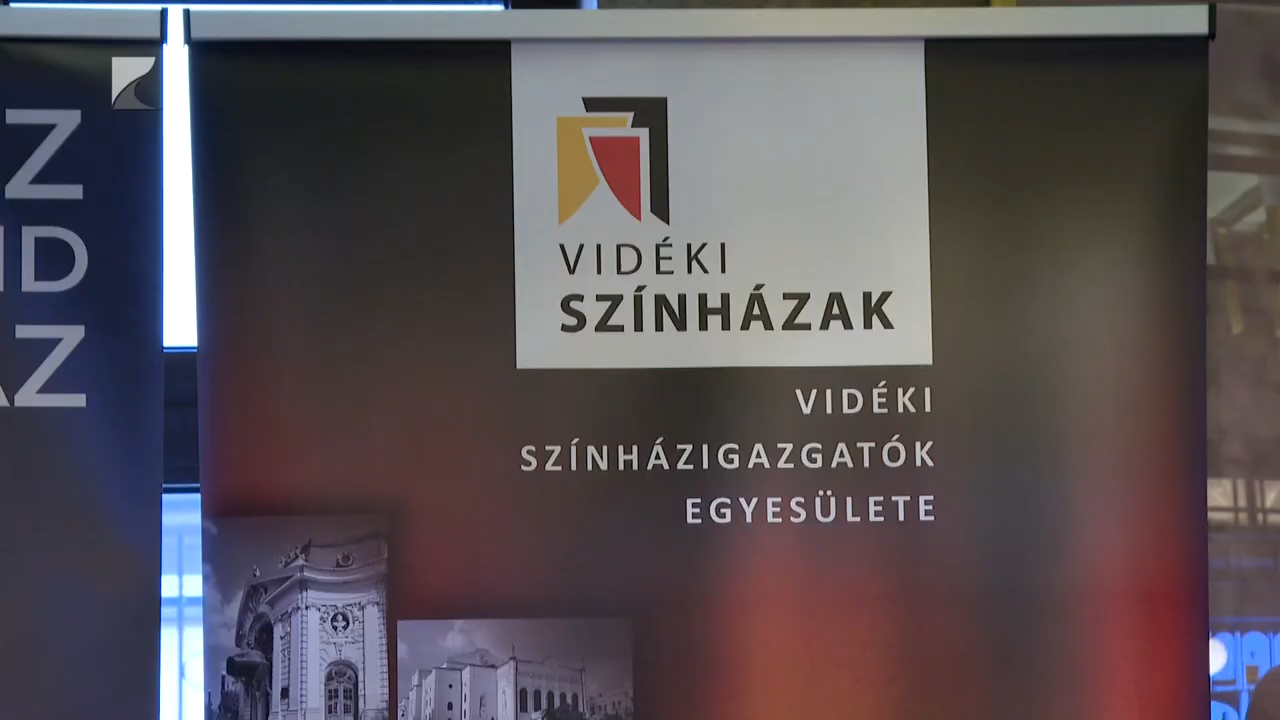 VIDÉKI
SZÍNHÁZAK
VIDÉKI
SZÍNHÁZIGAZGATÓK
EGYESÜLETE